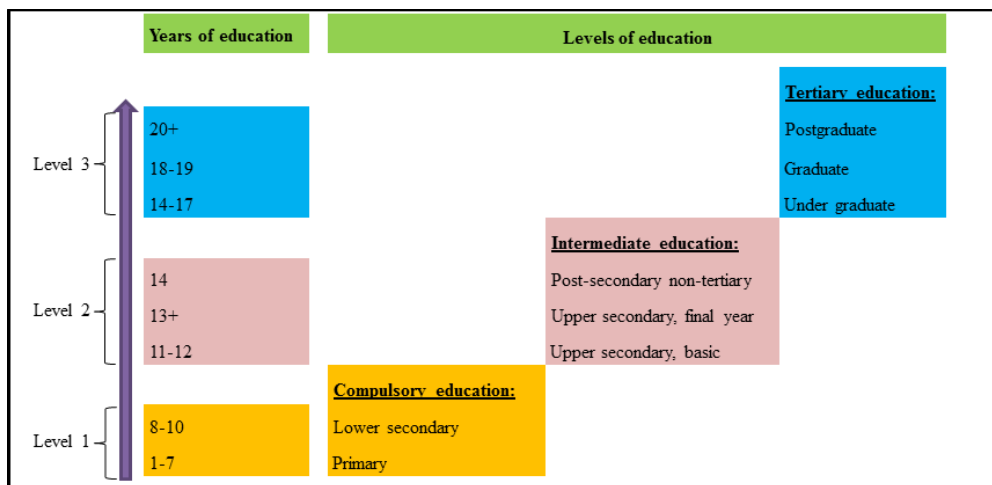 Years of education
Levels of education
Tertiary education:
20+
Postgraduate
Level 3
18-19
Graduate
14-17
Under graduate
Intermediate education:
14
Post-secondary non-tertiary
Level 2
13+
Upper secondary, final year
11-12
Upper secondary, basic
Compulsory education:
8-10
Lower secondary
Level 1
1-7
Primary